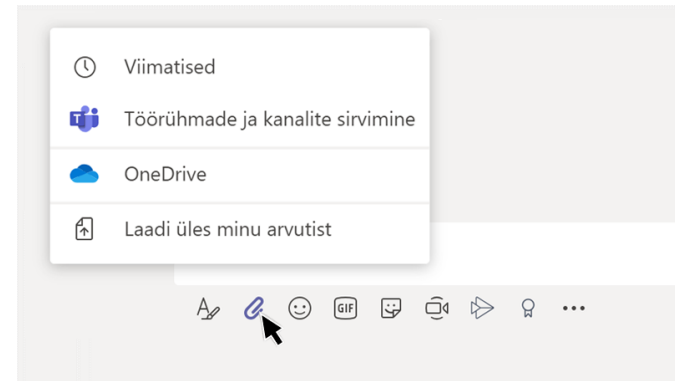 Viimatised
Töörühmade ja kanalite sirvimine
OneDrive
Laadi üles minu arvutist
GIF